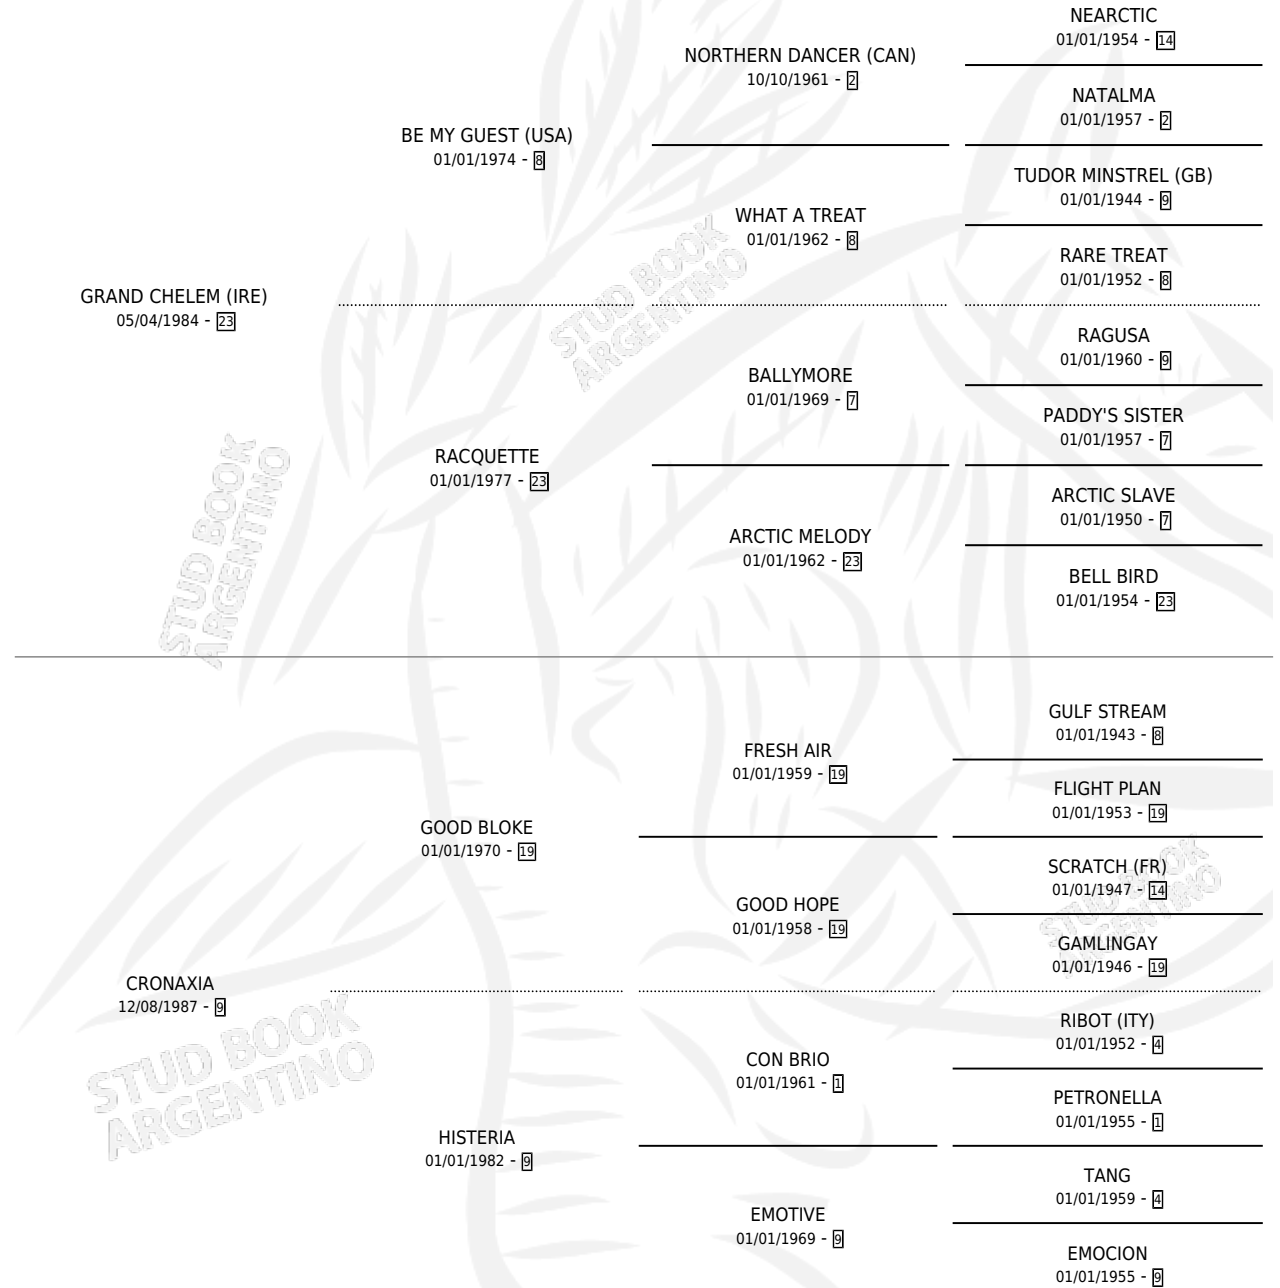 NEARCTIC
01/01/1954 - 14
NORTHERN DANCER (CAN)
10/10/1961 - 2
NATALMA
01/01/1957 - 2
BE MY GUEST (USA)
01/01/1974 - 8
TUDOR MINSTREL (GB)
01/01/1944 - 9
WHAT A TREAT
01/01/1962 - 8
RARE TREAT
01/01/1952 - 8
GRAND CHELEM (IRE)
05/04/1984 - 23
STUD BOOK
ARGENTINO
RAGUSA
01/01/1960 - 9
BALLYMORE
01/01/1969 - 7
PADDY'S SISTER
01/01/1957 - 7
RACQUETTE
01/01/1977 - 23
ARCTIC SLAVE
01/01/1950 - 7
ARCTIC MELODY
01/01/1962 - 23
BELL BIRD
01/01/1954 - 23
STUD BOOK
ARGENTINO
GULF STREAM
01/01/1943 - 8
FRESH AIR
01/01/1959 - 19
FLIGHT PLAN
01/01/1953 - 19
GOOD BLOKE
01/01/1970 - 19
SCRATCH (FR)
01/01/1947 - 14
GOOD HOPE
01/01/1958 - 19
STUD BOOK
ARGENTINO
GAMLINGAY
01/01/1946 - 19
CRONAXIA
12/08/1987 - 9
RIBOT (ITY)
01/01/1952 - 4
CON BRIO
01/01/1961 - 1
STUD BOOK
ARGENTINO
PETRONELLA
01/01/1955 - 1
HISTERIA
01/01/1982 - 9
TANG
01/01/1959 - 4
EMOTIVE
01/01/1969 - 9
EMOCION
01/01/1955 - 9